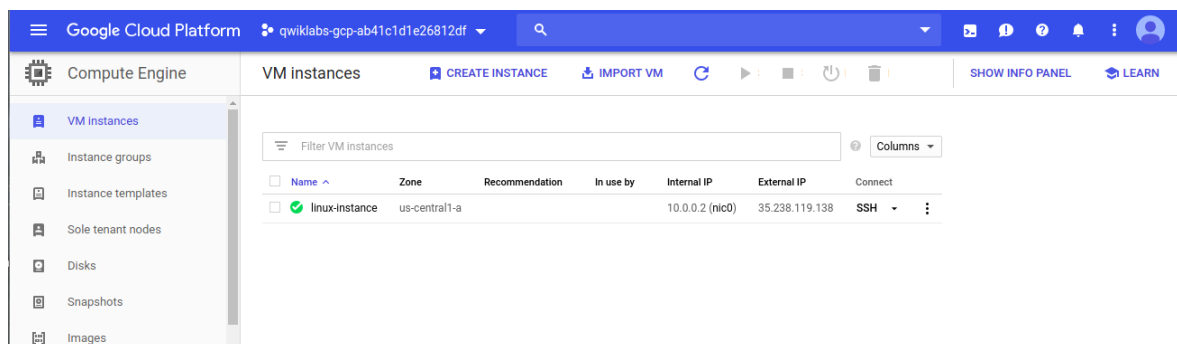 Google Cloud Platform qwiklabs-gcp-ab41c1d1e26812df
Compute Engine VM instances CREATE INSTANCE IMPORT VM SHOW INFO PANEL LEARN
VM instances
Instance groups
Instance templates
Sole tenant nodes
Disks
Snapshots
Images
Filter VM instances Columns
Name Zone Recommendation In use by Internal IP External IP Connect
linux-instance us-central1-a 10.0.0.2 (nic0) 35.238.119.138 SSH